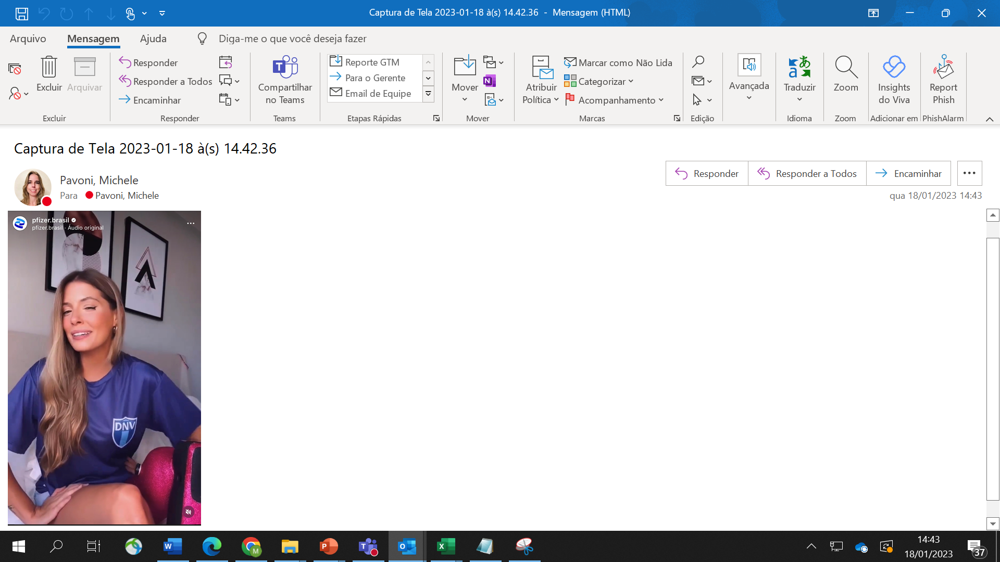 Captura de Tela 2023-01-18 à(s) 14.42.36  -  Mensagem (HTML)
Arquivo Mensagem Ajuda Diga-me o que você deseja fazer
Excluir
Arquivar
Excluir
Responder
Responder a Todos
Encaminhar
Responder
Compartilhar
no Teams
Teams
Reporte GTM
Para o Gerente
Email de Equipe
Etapas Rápidas
Mover
Mover
Atribuir
Política
Marcar como Não Lida
Categorizar
Acompanhamento
Marcas
Edição
Avançada
Traduzir
Idioma
Zoom
Zoom
Insights
do Viva
Adicionar em
Report
Phish
PhishAlarm
Captura de Tela 2023-01-18 à(s) 14.42.36
Pavoni, Michele
Para Pavoni, Michele
Responder Responder a Todos Encaminhar
qua 18/01/2023 14:43
pfizer.brasil
pfizer.brasil · Áudio original
DNV
14:43
18/01/2023
37